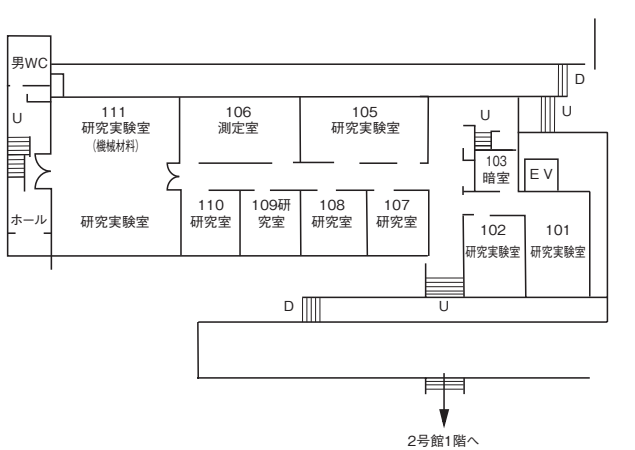 男WC
D
U
U
U
111
研究実験室
(機械材料)
106
測定室
105
研究実験室
103
暗室
EV
ホール
研究実験室
110
研究室
109研
究室
108
研究室
107
研究室
102
研究実験室
101
研究実験室
D
U
2号館1階へ